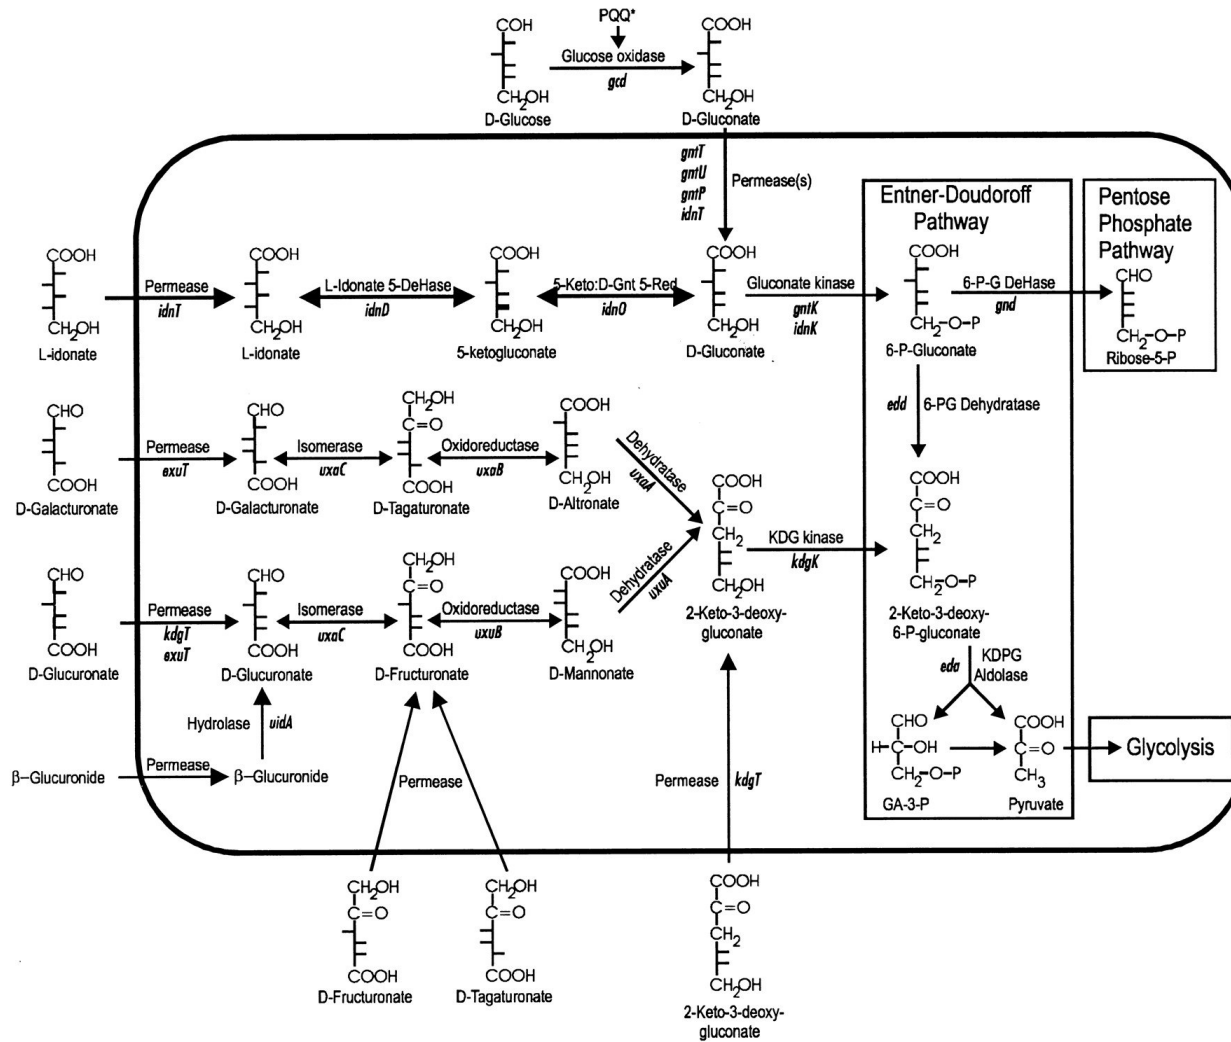 COH
PQQ*
Glucose oxidase
gcd
COOH
CH2OH
D-Glucose
CH2OH
D-Gluconate
gntT
gntU
gntP
idnT
Permease(s)
Entner-Doudoroff
Pathway
Pentose
Phosphate
Pathway
COOH
CH2OH
L-idonate
Permease
idnT
COOH
CH2OH
L-idonate
L-Idonate 5-DeHase
idnD
COOH
CH2OH
5-ketogluconate
5-Keto:D-Gnt 5-Red
idnO
COOH
CH2OH
D-Gluconate
Gluconate kinase
gntK
idnK
COOH
CH2-O-P
6-P-Gluconate
6-P-G DeHase
gnd
CHO
CH2-O-P
Ribose-5-P
edd
6-PG Dehydratase
CHO
COOH
D-Galacturonate
Permease
exuT
CHO
COOH
D-Galacturonate
Isomerase
uxaC
CH2OH
C=O
COOH
D-Tagaturonate
Oxidoreductase
uxaB
COOH
CH2OH
D-Altronate
Dehydratase
uxaA
COOH
C=O
CH2
CH2OH
2-Keto-3-deoxy-
gluconate
KDG kinase
kdgK
COOH
C=O
CH2
CH2-O-P
2-Keto-3-deoxy-
6-P-gluconate
CHO
COOH
D-Glucuronate
Permease
kdgT
exuT
CHO
COOH
D-Glucuronate
Isomerase
uxaC
CH2OH
C=O
COOH
D-Fructuronate
Oxidoreductase
uxuB
COOH
CH2OH
D-Mannonate
Dehydratase
uxuA
eda
KDPG
Aldolase
Hydrolase
uidA
β-Glucuronide
Permease
β-Glucuronide
Permease
Permease
kdgT
CHO
H-C-OH
CH2-O-P
GA-3-P
COOH
C=O
CH3
Pyruvate
Glycolysis
CH2OH
C=O
COOH
D-Fructuronate
CH2OH
C=O
COOH
D-Tagaturonate
COOH
C=O
CH2
CH2OH
2-Keto-3-deoxy-
gluconate